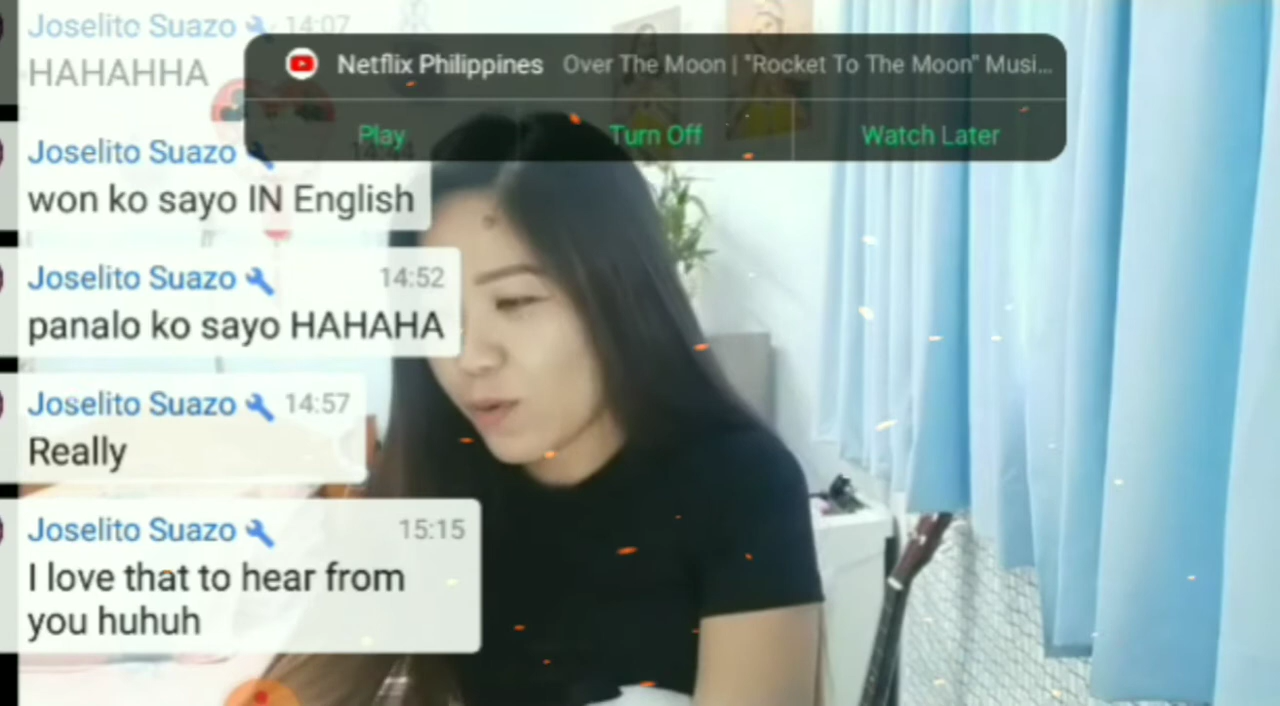 Joselito Suazo 14:07
HAHAHHA
Netflix Philippines Over The Moon | "Rocket To The Moon" Musi...
Play Turn Off Watch Later
Joselito Suazo
won ko sayo IN English
Joselito Suazo 14:52
panalo ko sayo HAHAHA
Joselito Suazo 14:57
Really
Joselito Suazo 15:15
I love that to hear from
you huhuh